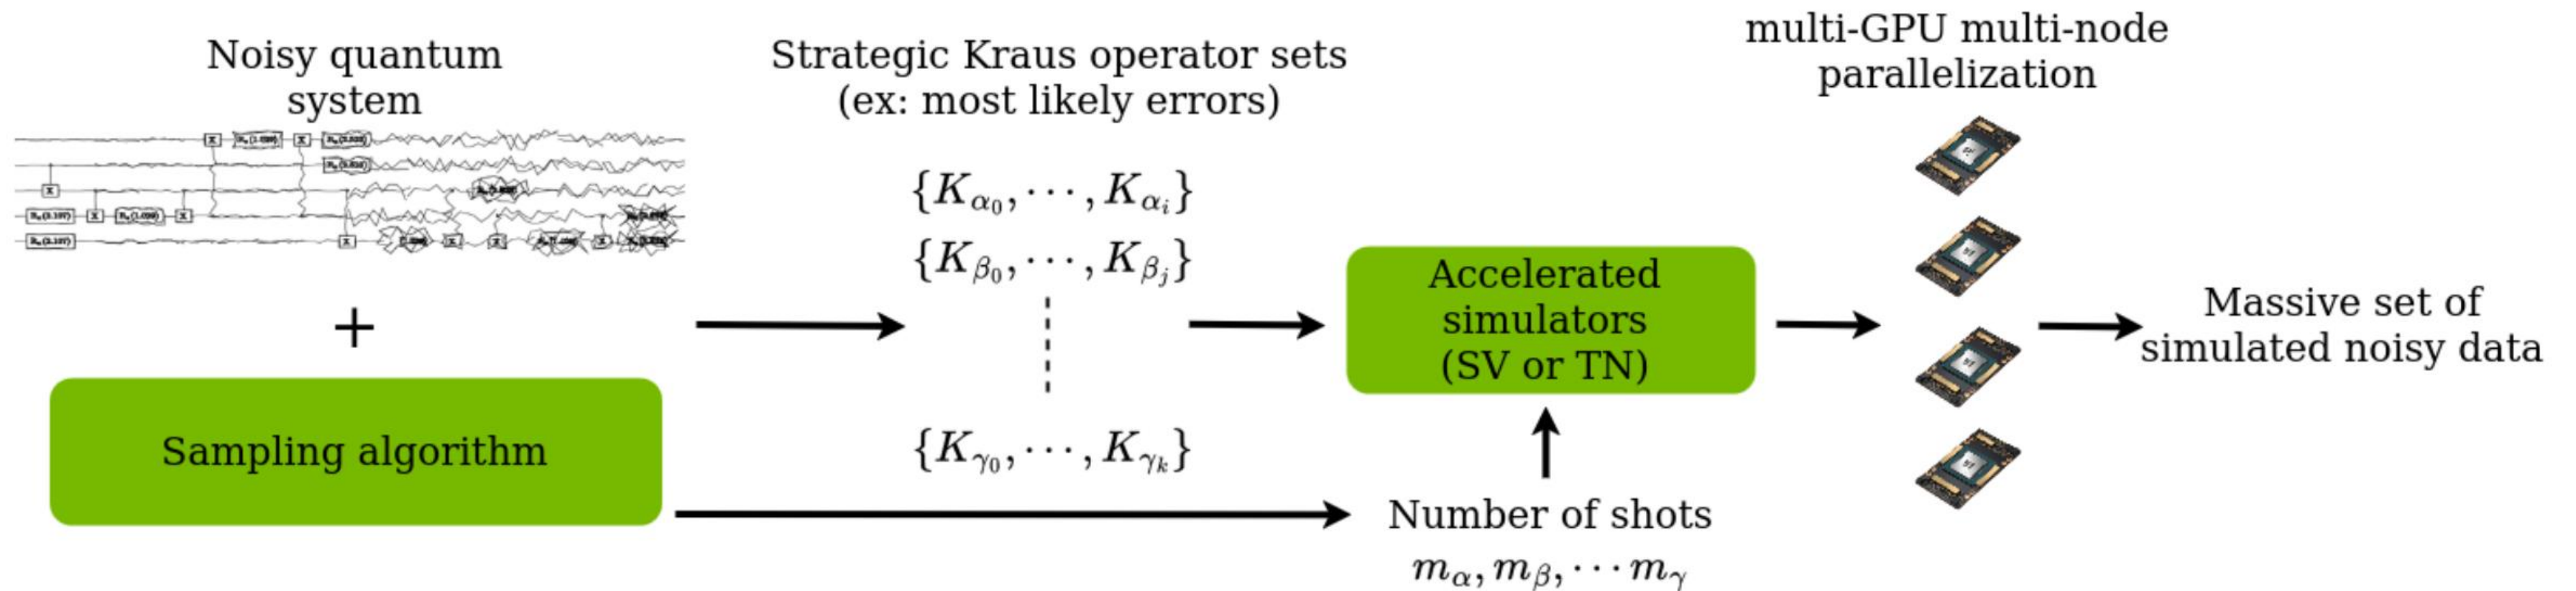 Noisy quantum
system
+
Sampling algorithm
Strategic Kraus operator sets
(ex: most likely errors)
{K_{α_0}, ⋯, K_{α_i}}
{K_{β_0}, ⋯, K_{β_j}}
{K_{γ_0}, ⋯, K_{γ_k}}
Accelerated
simulators
(SV or TN)
Number of shots
m_α, m_β, ⋯ m_γ
multi-GPU multi-node
parallelization
Massive set of
simulated noisy data